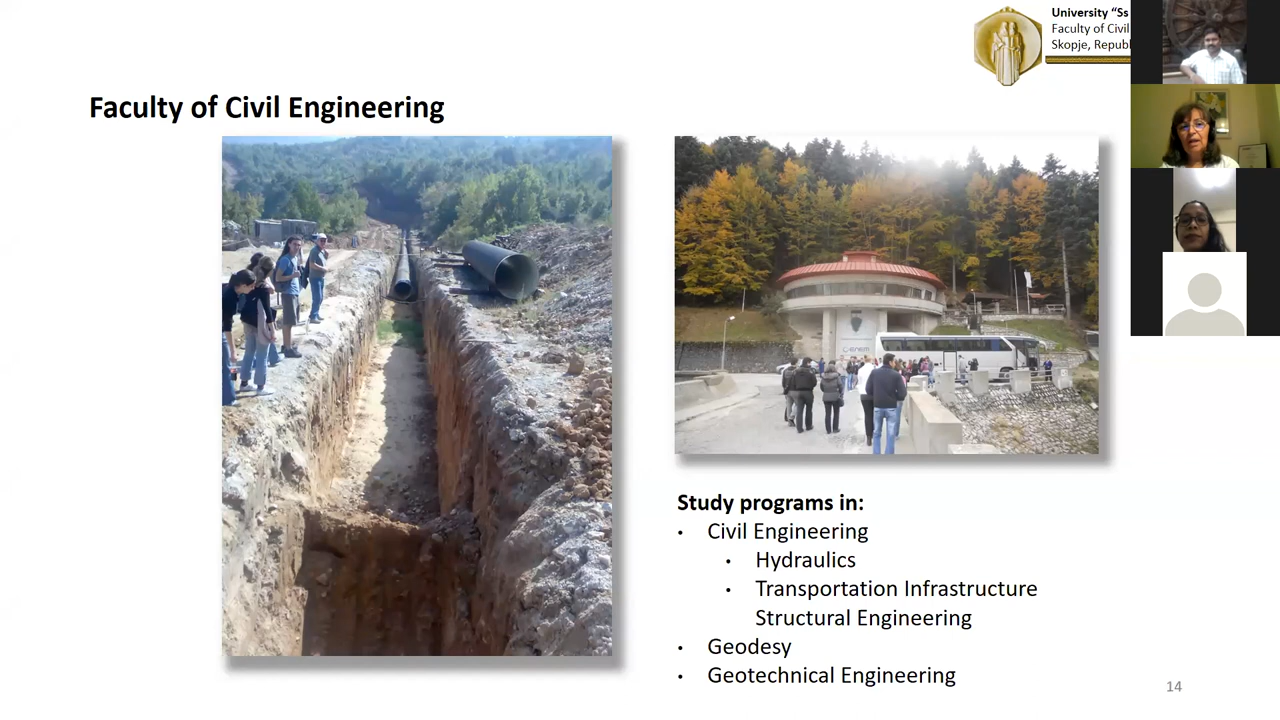 University “Ss
Faculty of Civil
Skopje, Republ
Faculty of Civil Engineering
Study programs in:
• Civil Engineering
• Hydraulics
• Transportation Infrastructure
Structural Engineering
• Geodesy
• Geotechnical Engineering
14